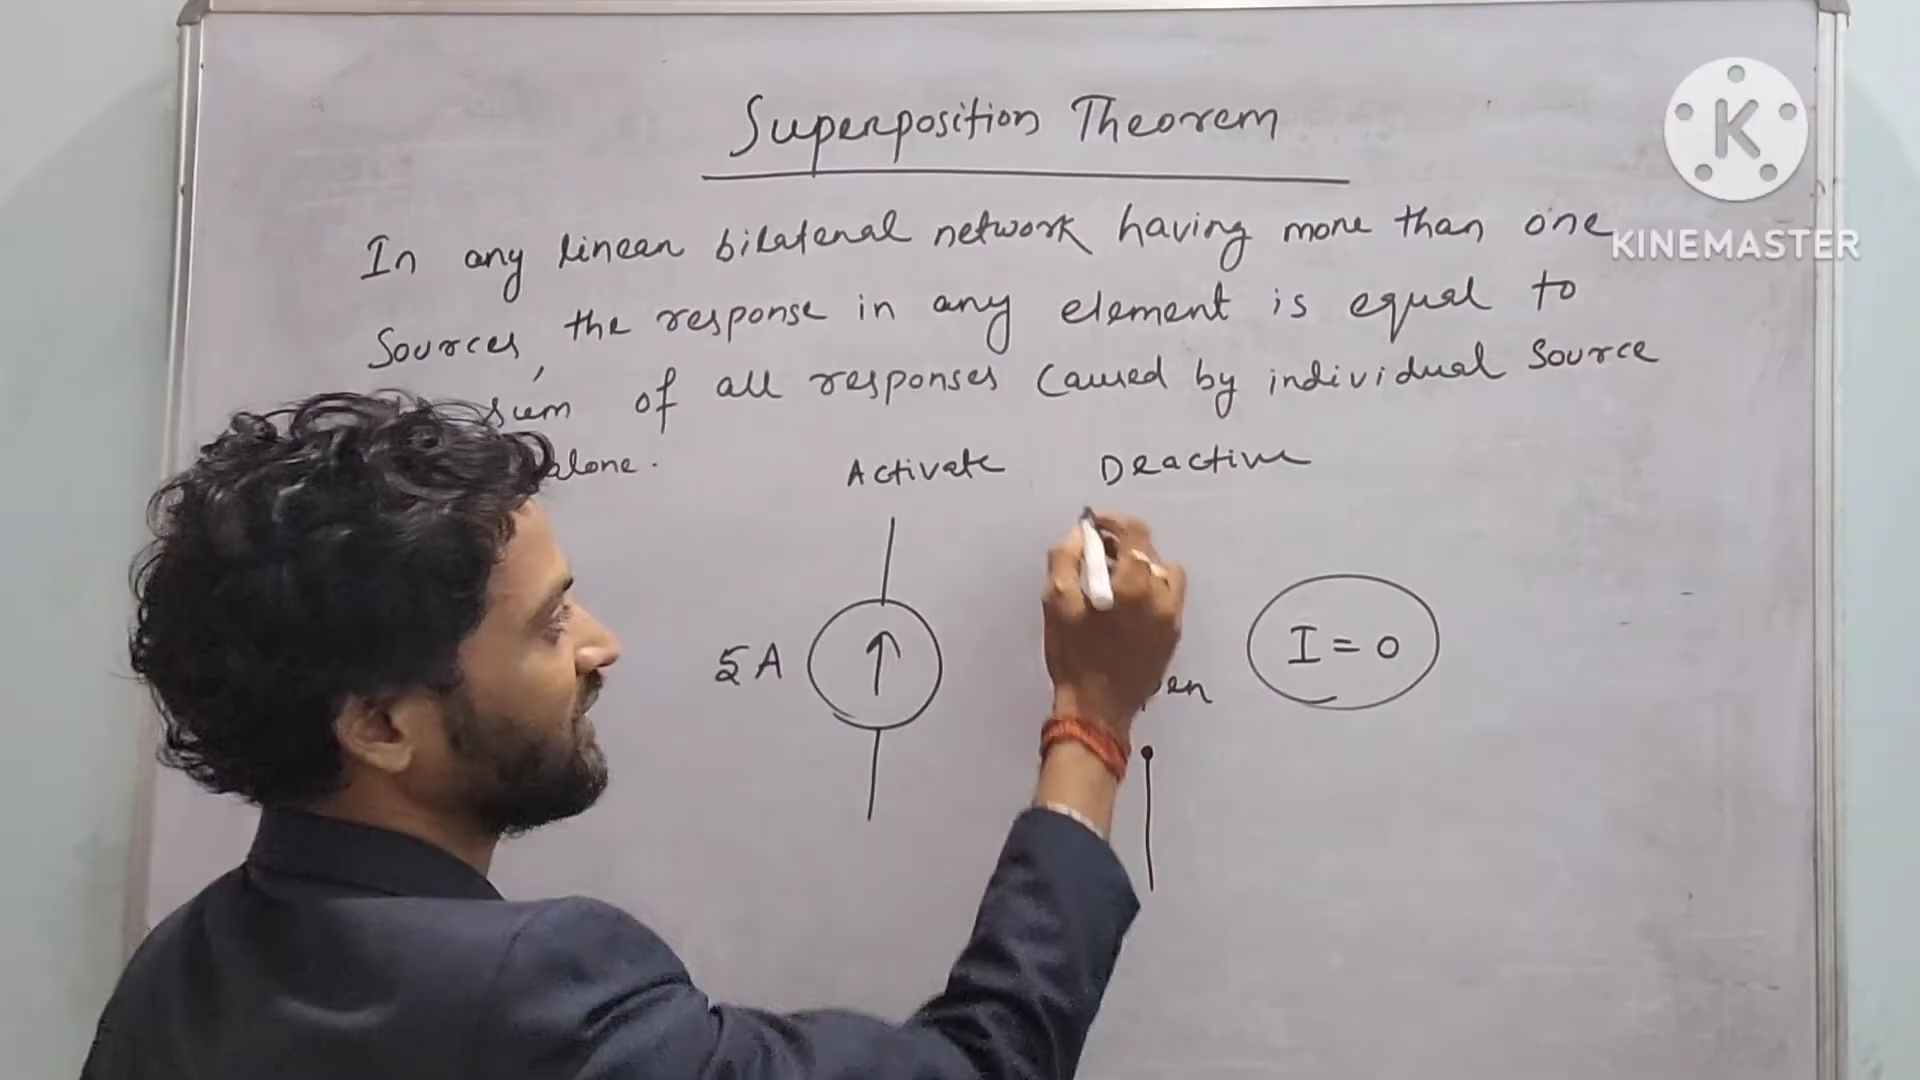 Superposition Theorem
In any linear bilateral network having more than one
Sources, the response in any element is equal to
sum of all responses caused by individual source
alone.
Activate Deactive
5A
I = 0
K
KINEMASTER